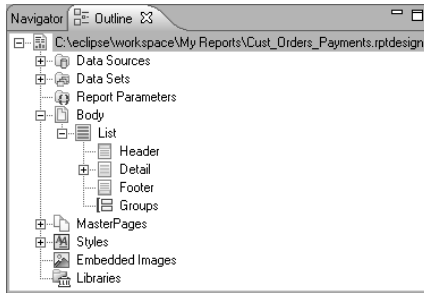 Navigator
Outline
C:\eclipse\workspace\My Reports\Cust_Orders_Payments.rptdesign
Data Sources
Data Sets
Report Parameters
Body
List
Header
Detail
Footer
Groups
MasterPages
Styles
Embedded Images
Libraries